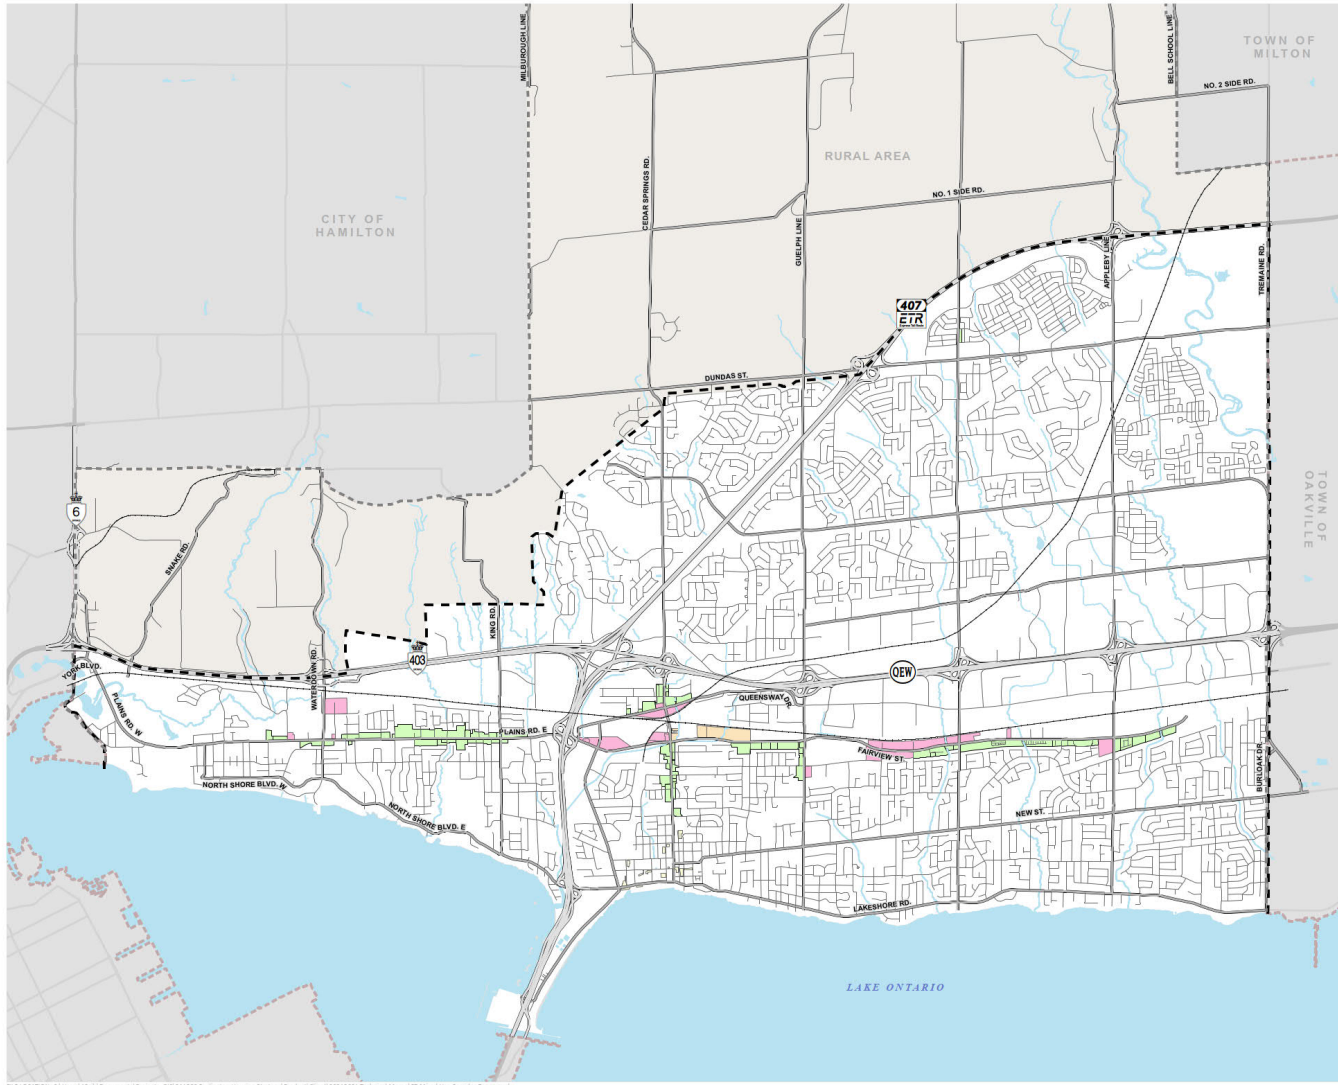 MILBOROUGH LINE
BELL SCHOOL LINE
TOWN OF
MILTON
NO. 2 SIDE RD.
RURAL AREA
CEDAR SPRINGS RD.
NO. 1 SIDE RD.
CITY OF
HAMILTON
GUELPH LINE
APPLEBY LINE
TREMAINE RD.
407
ETR
DUNDAS ST.
TOWN OF
OAKVILLE
6
SNAKE RD.
KING RD.
WATERDOWN RD.
403
YORK BLVD.
QEW
PLAINS RD. W
QUEENSWAY DR.
PLAINS RD. E
FAIRVIEW ST.
BURLOAK DR.
NORTH SHORE BLVD. W
NORTH SHORE BLVD. E
NEW ST.
LAKESHORE RD.
LAKE ONTARIO